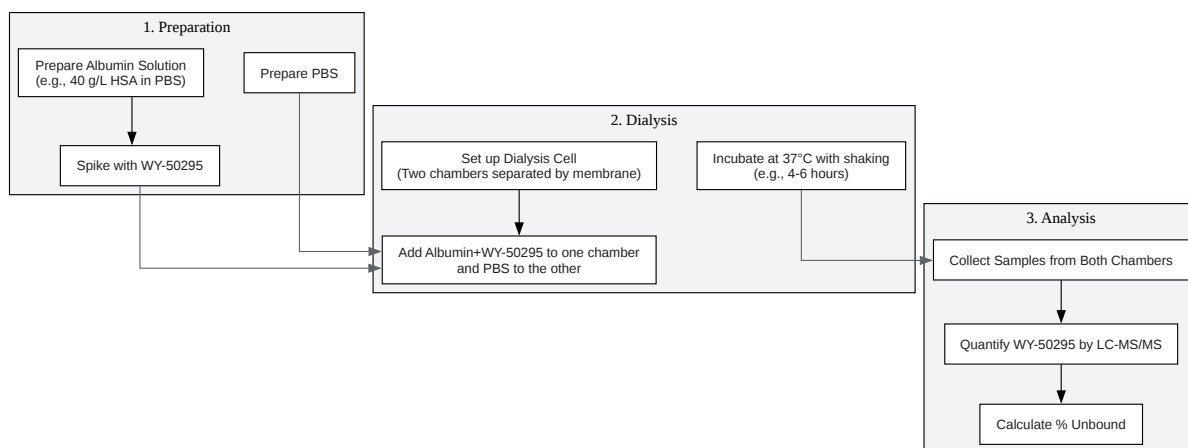 1. Preparation
Prepare Albumin Solution
(e.g., 40 g/L HSA in PBS)
Prepare PBS
Spike with WY-50295
2. Dialysis
Set up Dialysis Cell
(Two chambers separated by membrane)
Incubate at 37°C with shaking
(e.g., 4-6 hours)
Add Albumin+WY-50295 to one chamber
and PBS to the other
3. Analysis
Collect Samples from Both Chambers
Quantify WY-50295 by LC-MS/MS
Calculate % Unbound